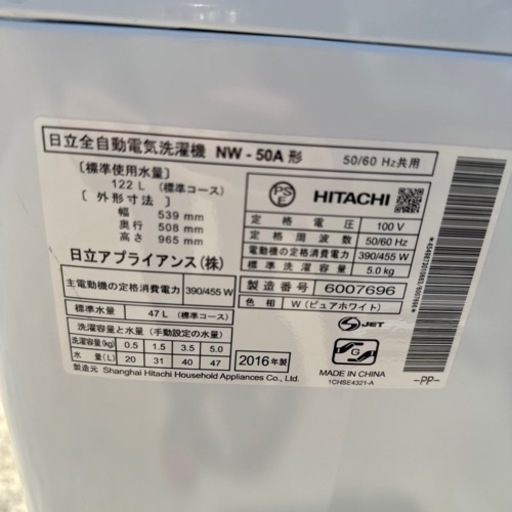 日立全自動電気洗濯機 NW-50A 形 50/60 Hz共用
〔標準使用水量〕
122 L (標準コース)
〔外形寸法〕
幅 539 mm
奥行 508 mm
高さ 965 mm
日立アプライアンス(株)
PSE HITACHI
定格電圧 100 V
定格周波数 50/60 Hz
電動機の定格消費電力 390/455 W
標準洗濯容量 5.0 kg
主電動機の定格消費電力 390/455 W
製造番号 6007696
標準水量 47 L (標準コース)
色相 W(ピュアホワイト)
洗濯容量と水量 (手動設定の水量)
洗濯容量(kg) 0.5 1.5 3.5 5.0
水量(L) 20 31 40 47
2016年製
S-JET
G
MADE IN CHINA
1CHSE4321-A
製造元 Shanghai Hitachi Household Appliances Co., Ltd.
-PP-